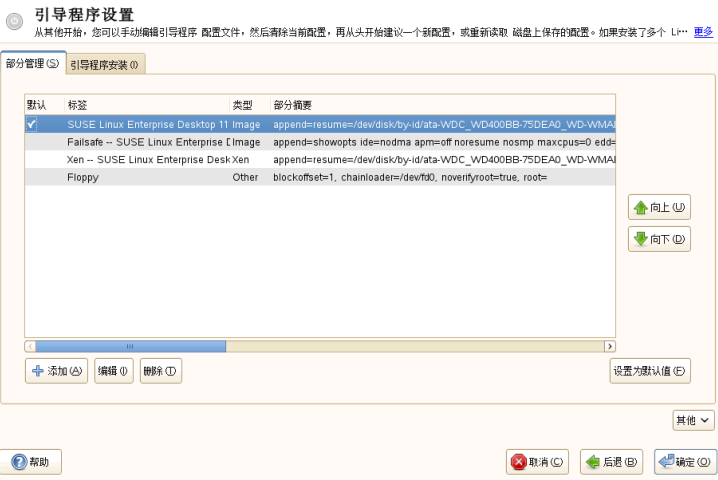 引导程序设置
从其他开始，您可以手动编辑引导程序 配置文件，然后清除当前配置，再从头开始建议一个新配置，或重新读取 磁盘上保存的配置。如果安装了多个 Li… 更多
部分管理(S) 引导程序安装(I)
默认 标签 类型 部分摘要
SUSE Linux Enterprise Desktop 11 Image append=resume=/dev/disk/by-id/ata-WDC_WD400BB-75DEA0_WD-WMA
Failsafe -- SUSE Linux Enterprise D Image append=showopts ide=nodma apm=off noresume nosmp maxcpus=0 edd=
Xen -- SUSE Linux Enterprise Desk Xen append=resume=/dev/disk/by-id/ata-WDC_WD400BB-75DEA0_WD-WMA
Floppy Other blockoffset=1, chainloader=/dev/fd0, noverifyroot=true, root=
向上(U)
向下(D)
添加(A) 编辑(I) 删除(T) 设置为默认值(F)
其他
帮助 取消(C) 后退(B) 确定(O)